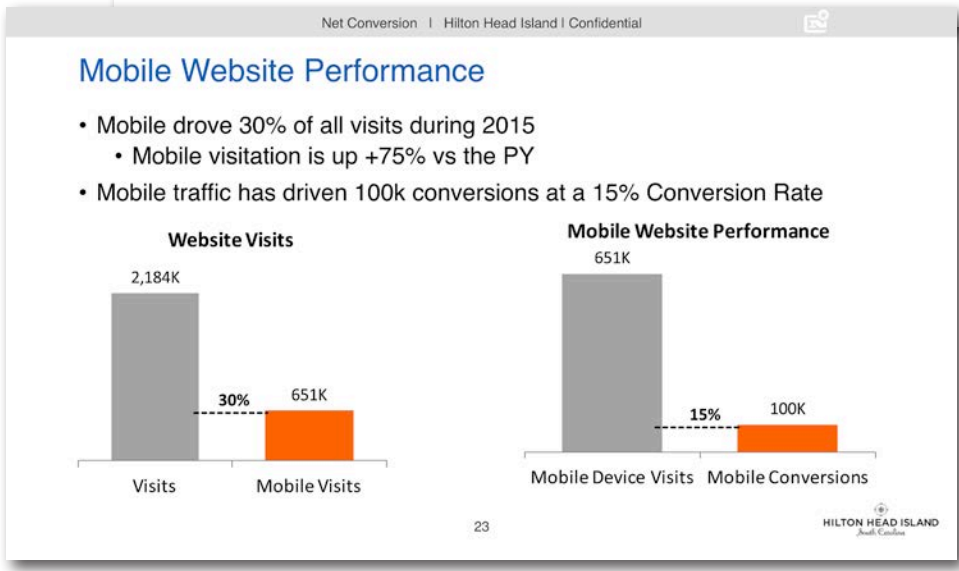 Net Conversion I Hilton Head Island I Confidential
Mobile Website Performance
• Mobile drove 30% of all visits during 2015
• Mobile visitation is up +75% vs the PY
• Mobile traffic has driven 100k conversions at a 15% Conversion Rate
Website Visits
2,184K
30%
651K
Visits
Mobile Visits
Mobile Website Performance
651K
15%
100K
Mobile Device Visits
Mobile Conversions
23
HILTON HEAD ISLAND
South Carolina